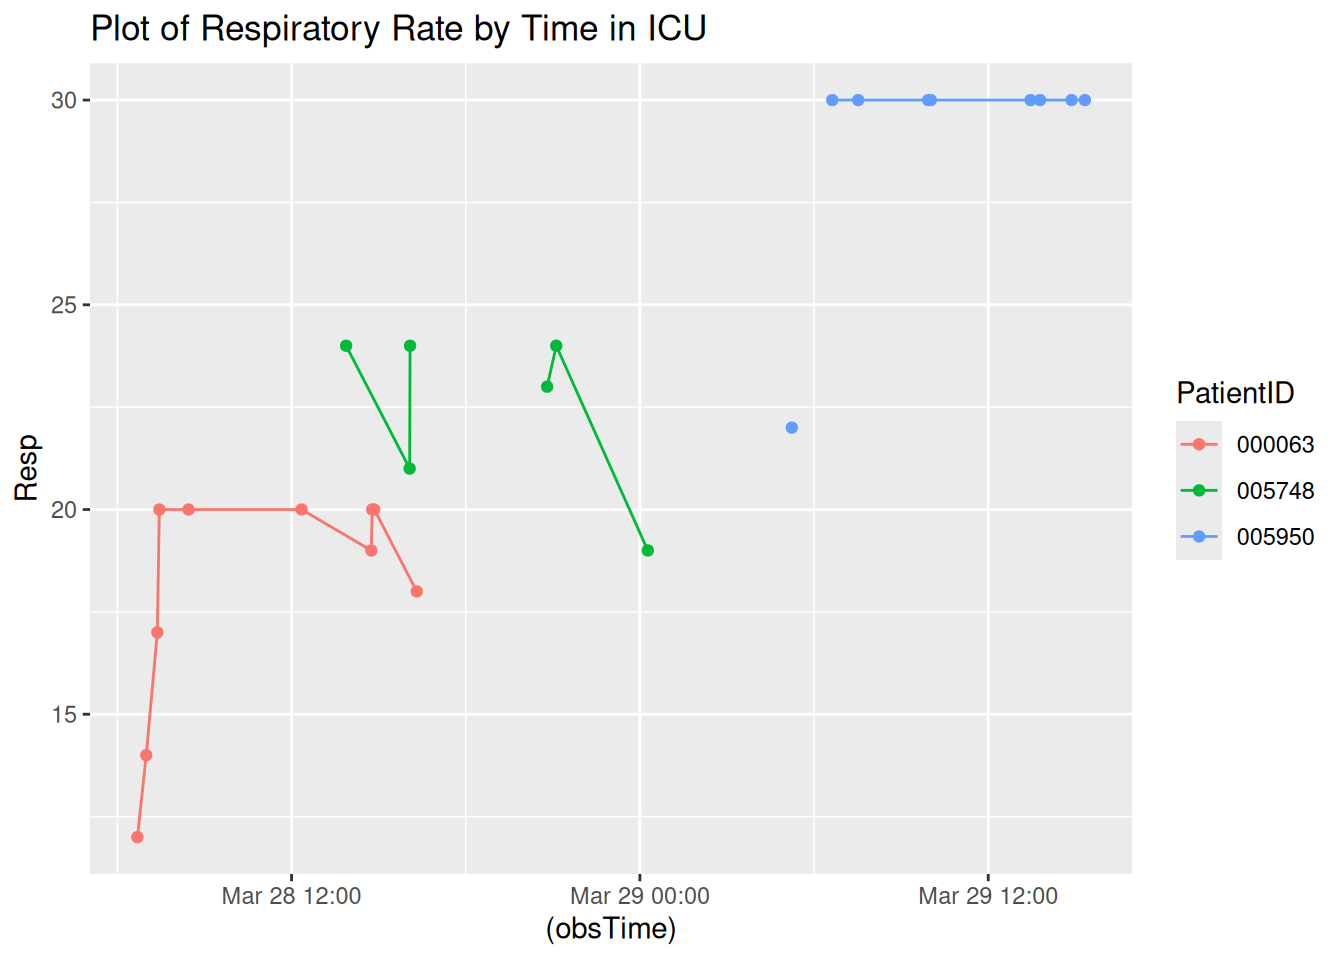 Plot of Respiratory Rate by Time in ICU
30
25
20
15
Resp
Mar 28 12:00
Mar 29 00:00
Mar 29 12:00
(obsTime)
PatientID
000063
005748
005950